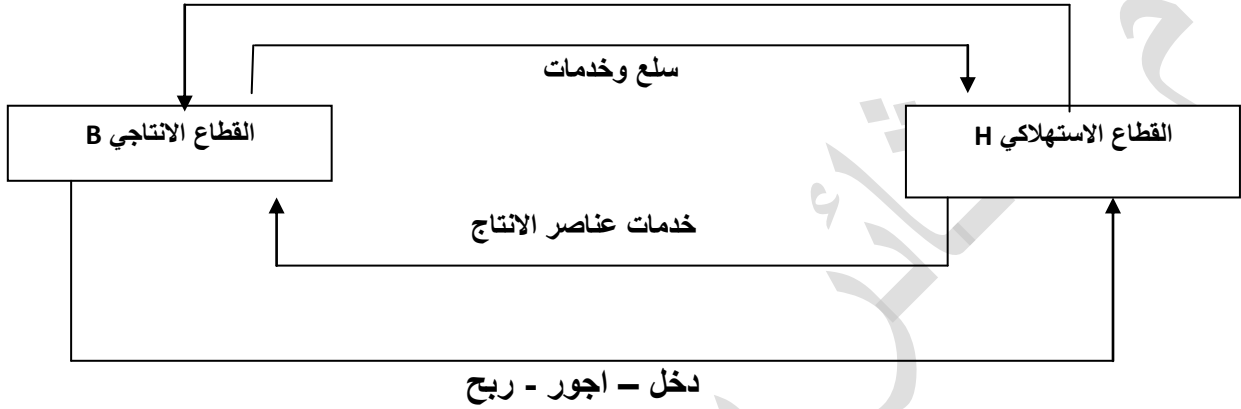 سلع وخدمات
القطاع الاستهلاكي H
القطاع الانتاجي B
خدمات عناصر الانتاج
دخل – اجور - ربح